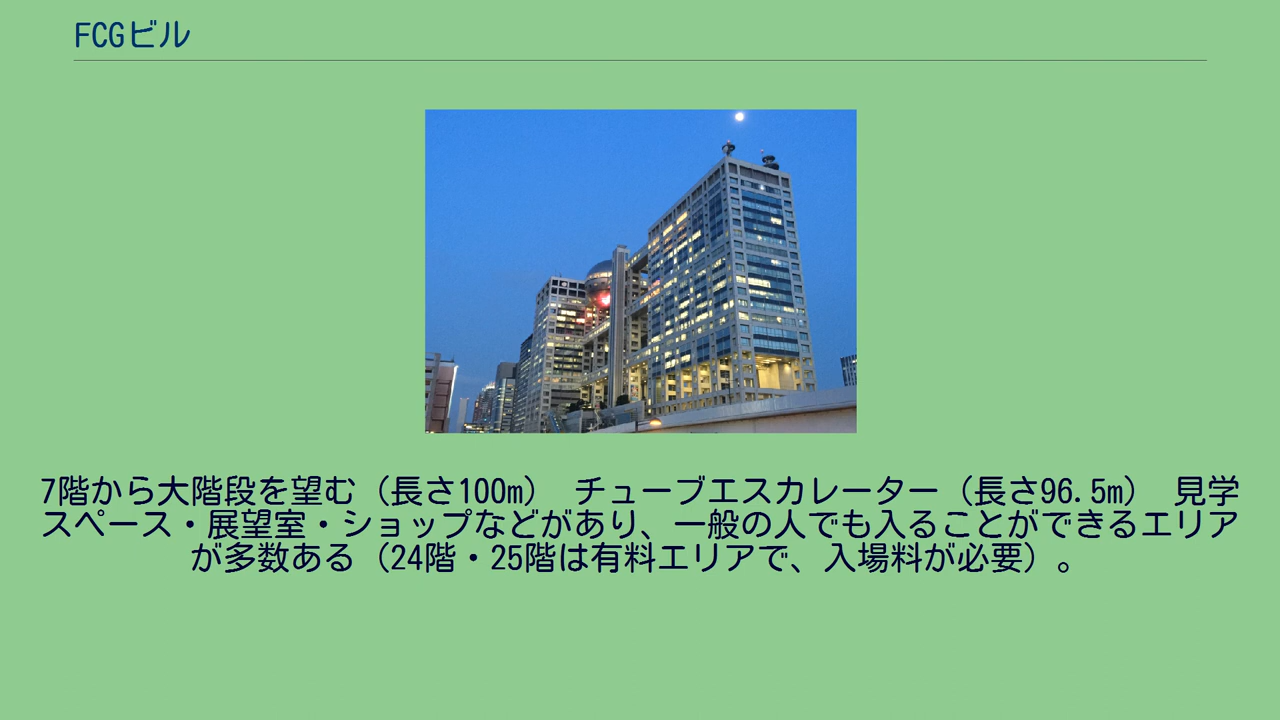 FCGビル
7階から大階段を望む（長さ100m） チューブエスカレーター（長さ96.5m） 見学
スペース・展望室・ショップなどがあり、一般の人でも入ることができるエリア
が多数ある（24階・25階は有料エリアで、入場料が必要）。